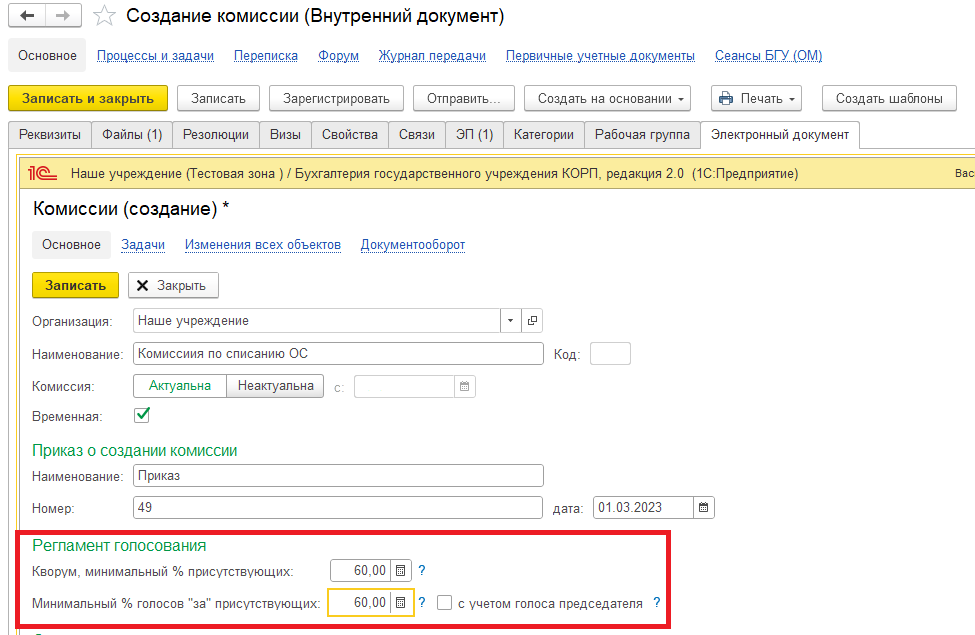 Создание комиссии (Внутренний документ)
Основное Процессы и задачи Переписка Форум Журнал передачи Первичные учетные документы Сеансы БГУ (ОМ)
Записать и закрыть Записать Зарегистрировать Отправить... Создать на основании Печать Создать шаблоны
Реквизиты Файлы (1) Резолюции Визы Свойства Связи ЭП (1) Категории Рабочая группа Электронный документ
1С Наше учреждение (Тестовая зона ) / Бухгалтерия государственного учреждения КОРП, редакция 2.0 (1С:Предприятие) Вас
Комиссии (создание) *
Основное Задачи Изменения всех объектов Документооборот
Записать Закрыть
Организация: Наше учреждение
Наименование: Комиссиия по списанию ОС Код:
Комиссия: Актуальна Неактуальна с:
Временная:
Приказ о создании комиссии
Наименование: Приказ
Номер: 49 дата: 01.03.2023
Регламент голосования
Кворум, минимальный % присутствующих: 60,00 ?
Минимальный % голосов "за" присутствующих: 60,00 ? с учетом голоса председателя ?